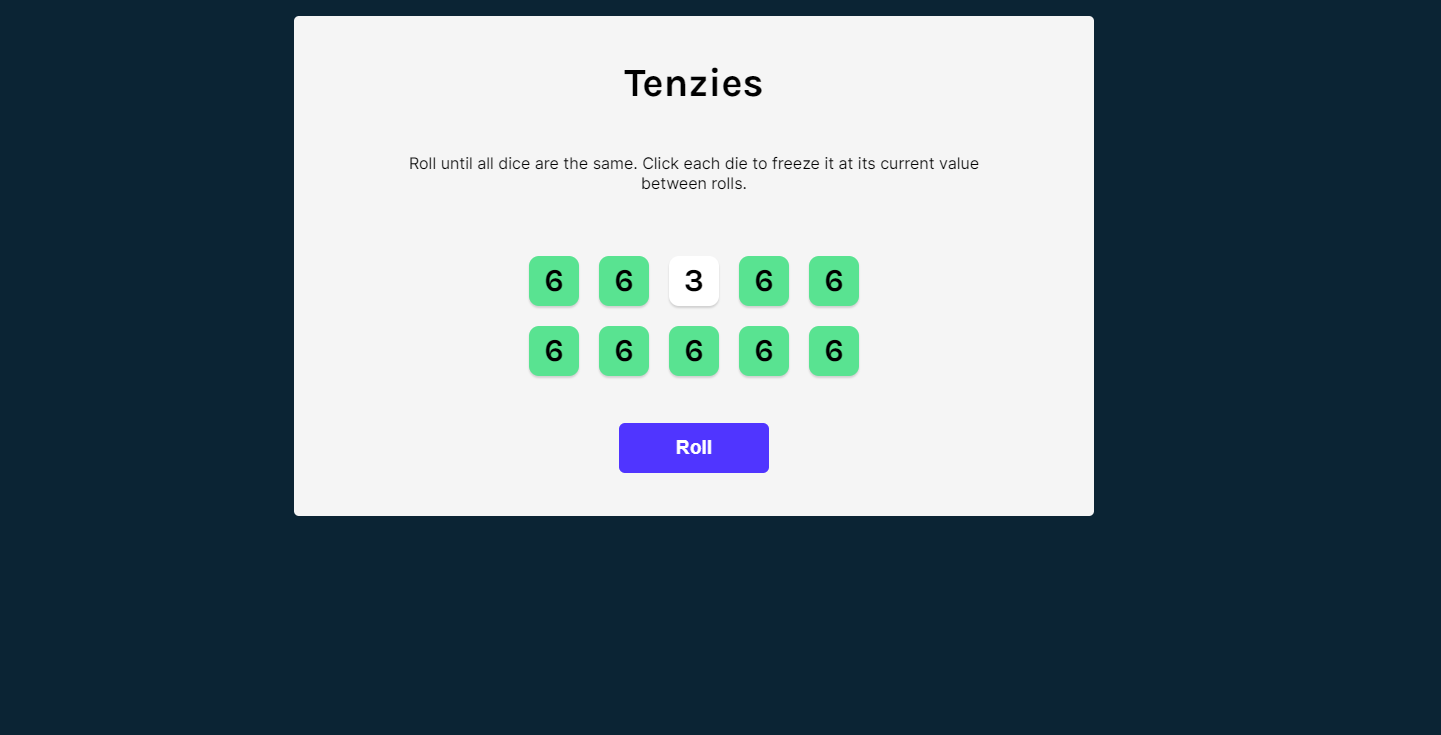 Tenzies
Roll until all dice are the same. Click each die to freeze it at its current value
between rolls.
6 6 3 6 6
6 6 6 6 6
Roll